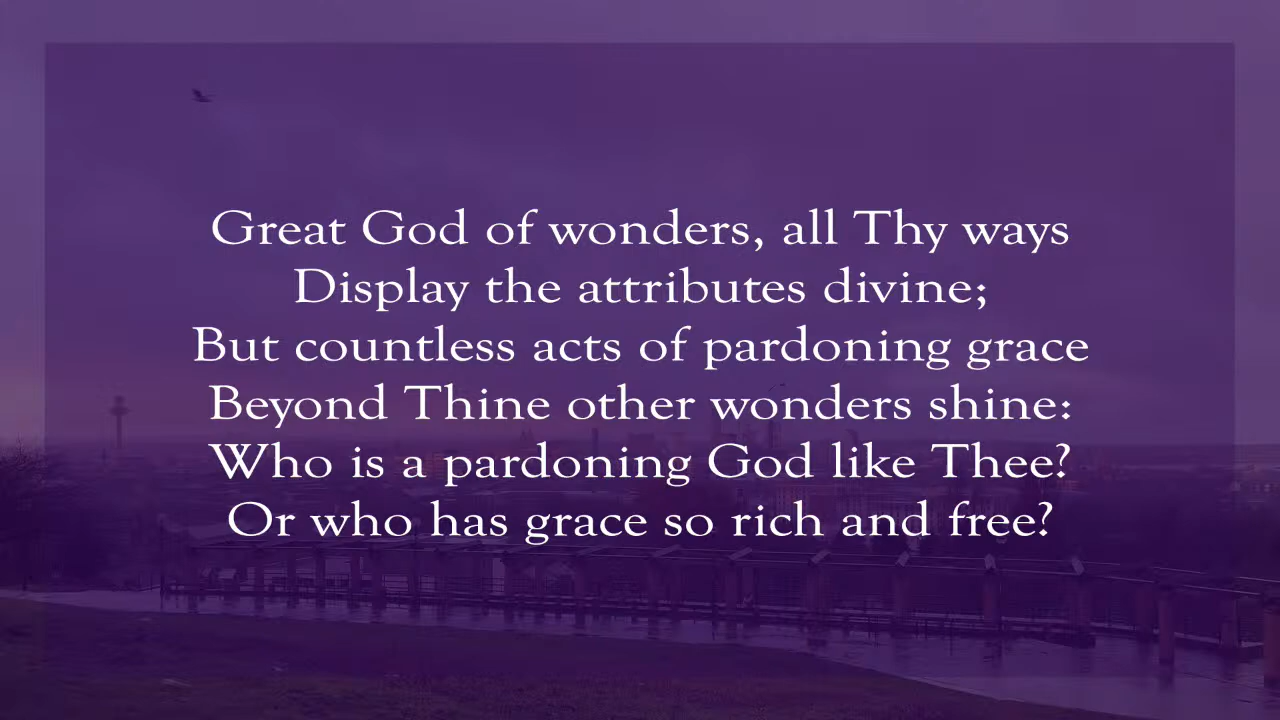 Great God of wonders, all Thy ways
Display the attributes divine;
But countless acts of pardoning grace
Beyond Thine other wonders shine:
Who is a pardoning God like Thee?
Or who has grace so rich and free?